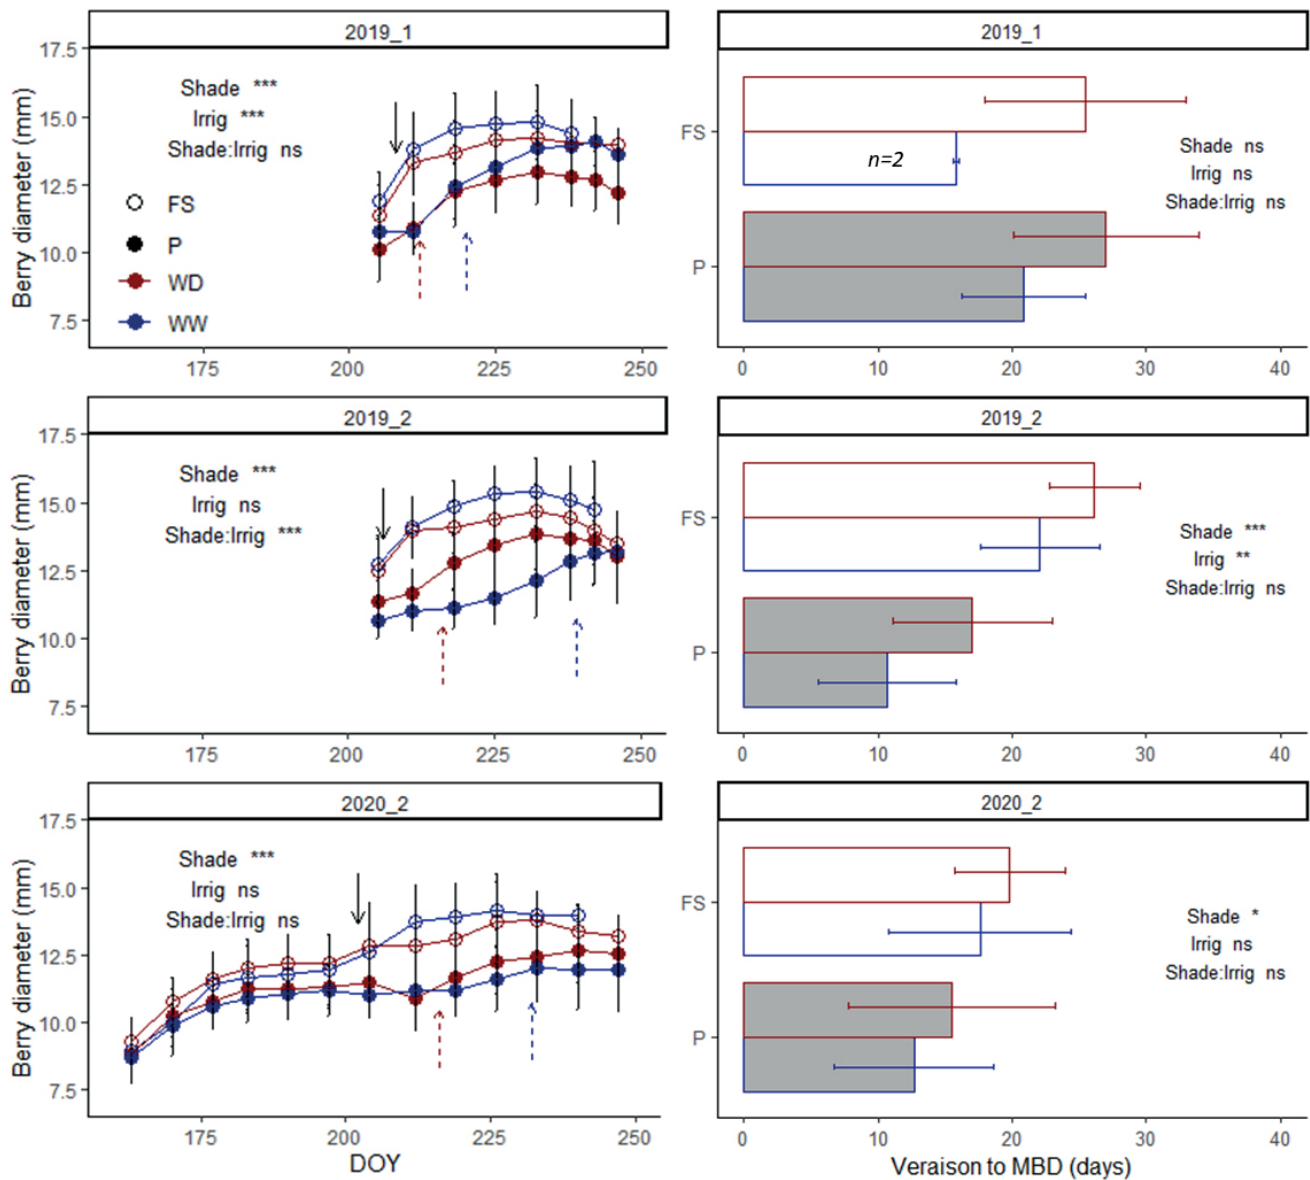 2019_1
17.5
15.0
12.5
10.0
7.5
Berry diameter (mm)
Shade ***
Irrig ***
Shade:Irrig ns
FS
P
WD
WW
175 200 225 250
2019_1
FS
P
n=2
Shade ns
Irrig ns
Shade:Irrig ns
0 10 20 30 40
2019_2
17.5
15.0
12.5
10.0
7.5
Berry diameter (mm)
Shade ***
Irrig ns
Shade:Irrig ***
175 200 225 250
2019_2
FS
P
Shade ***
Irrig **
Shade:Irrig ns
0 10 20 30 40
2020_2
17.5
15.0
12.5
10.0
7.5
Berry diameter (mm)
Shade ***
Irrig ns
Shade:Irrig ns
175 200 225 250
DOY
2020_2
FS
P
Shade *
Irrig ns
Shade:Irrig ns
0 10 20 30 40
Veraison to MBD (days)